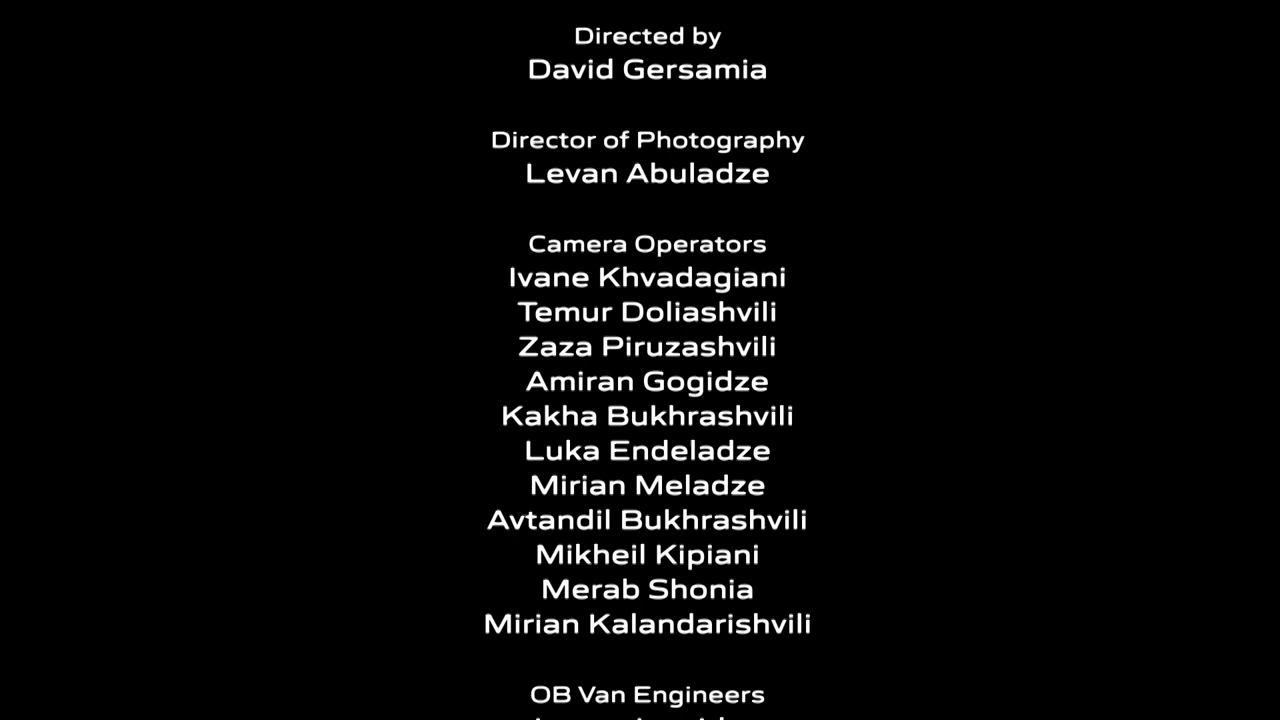 Directed by
David Gersamia
Director of Photography
Levan Abuladze
Camera Operators
Ivane Khvadagiani
Temur Doliashvili
Zaza Piruzashvili
Amiran Gogidze
Kakha Bukhrashvili
Luka Endeladze
Mirian Meladze
Avtandil Bukhrashvili
Mikheil Kipiani
Merab Shonia
Mirian Kalandarishvili
OB Van Engineers